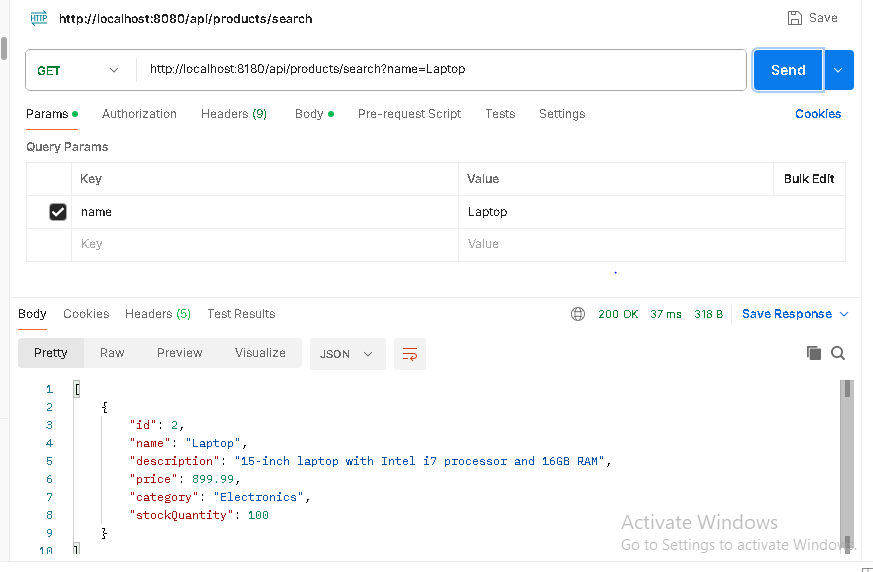 HTTP http://localhost:8080/api/products/search Save
GET http://localhost:8180/api/products/search?name=Laptop Send
Params Authorization Headers (9) Body Pre-request Script Tests Settings Cookies
Query Params
Key Value Bulk Edit
name Laptop
Key Value
Body Cookies Headers (5) Test Results 200 OK 37 ms 318 B Save Response
Pretty Raw Preview Visualize JSON
1 [
2 {
3 "id": 2,
4 "name": "Laptop",
5 "description": "15-inch laptop with Intel i7 processor and 16GB RAM",
6 "price": 899.99,
7 "category": "Electronics",
8 "stockQuantity": 100
9 }
10 ]
Activate Windows
Go to Settings to activate Windows.